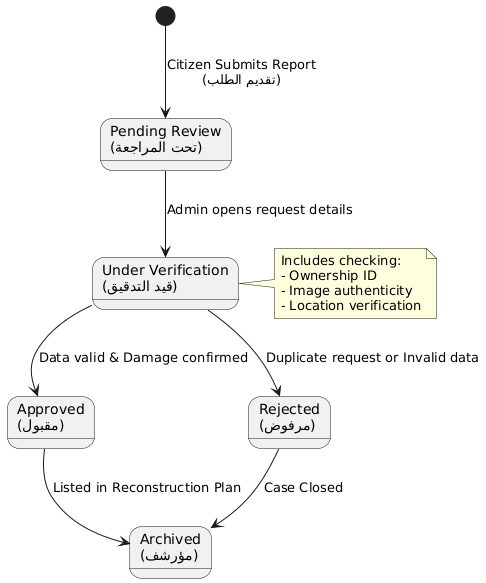 Citizen Submits Report
(تقديم الطلب)
Pending Review
(تحت المراجعة)
Admin opens request details
Under Verification
(قيد التدقيق)
Includes checking:
- Ownership ID
- Image authenticity
- Location verification
Data valid & Damage confirmed
Duplicate request or Invalid data
Approved
(مقبول)
Rejected
(مرفوض)
Listed in Reconstruction Plan
Case Closed
Archived
(مؤرشف)